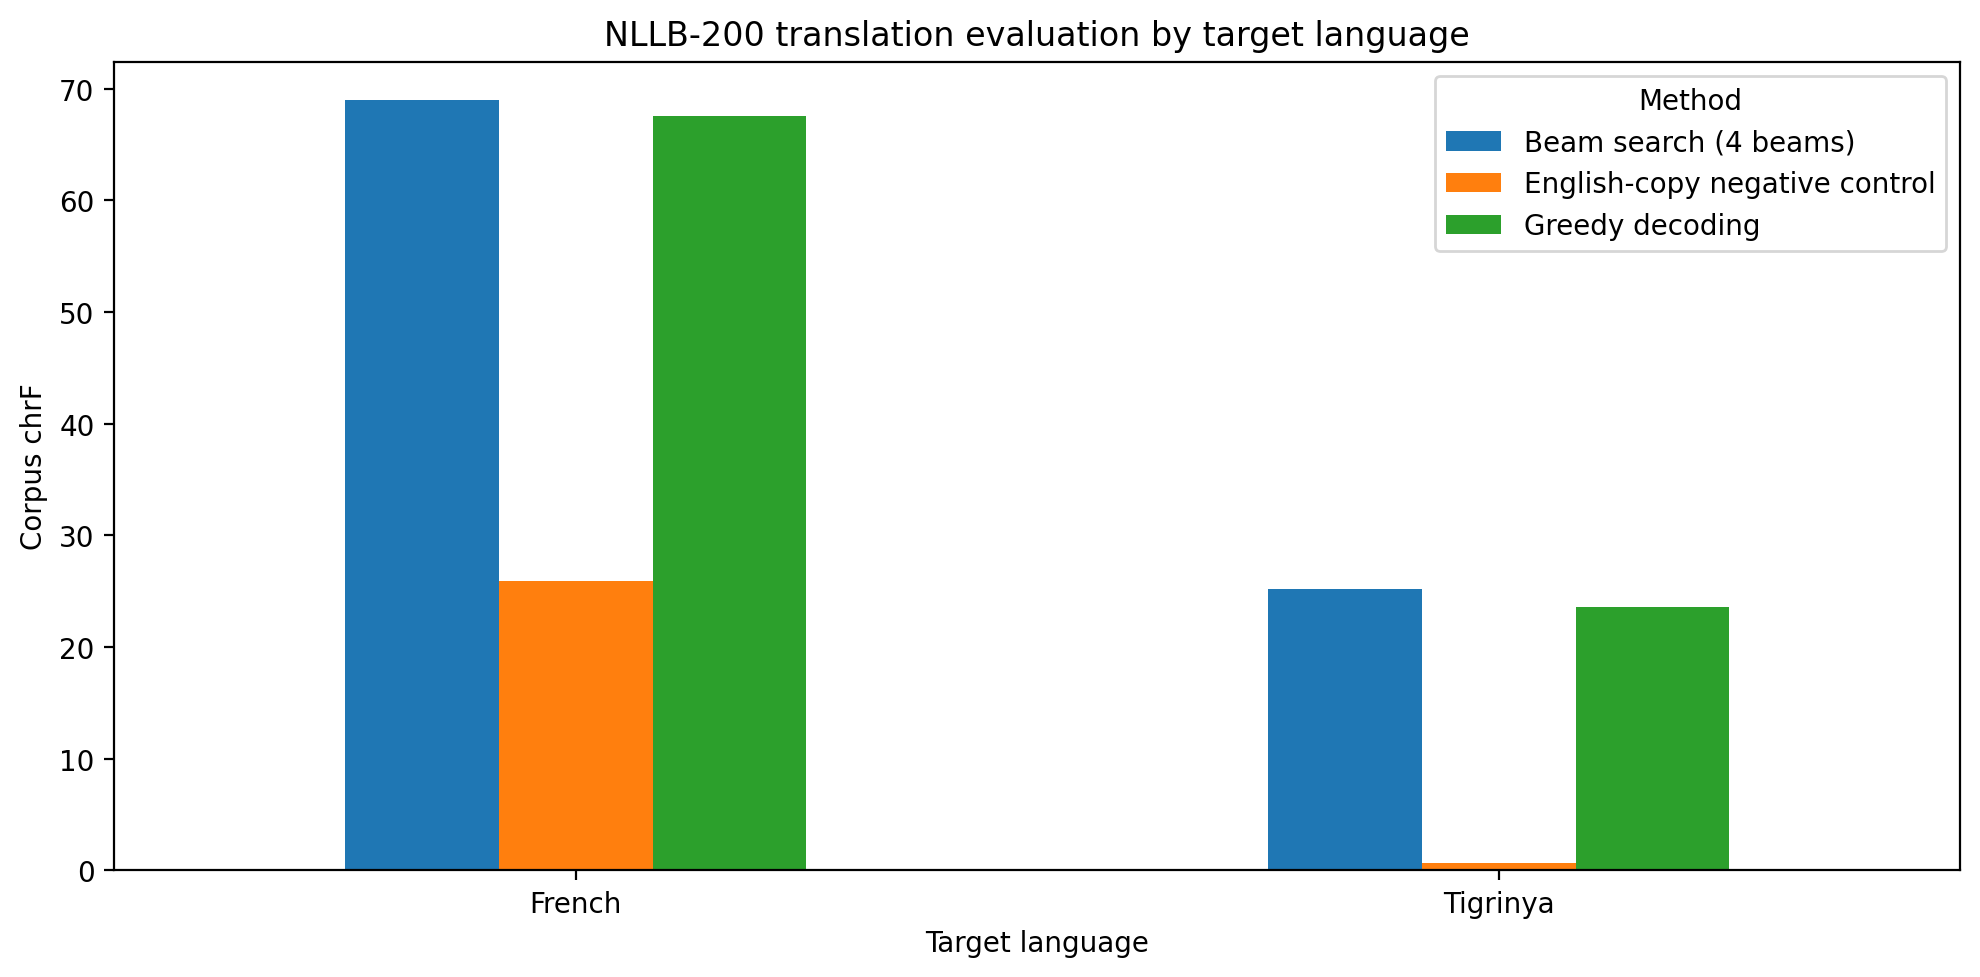 NLLB-200 translation evaluation by target language
Method
Beam search (4 beams)
English-copy negative control
Greedy decoding
Corpus chrF
70
60
50
40
30
20
10
0
French
Tigrinya
Target language